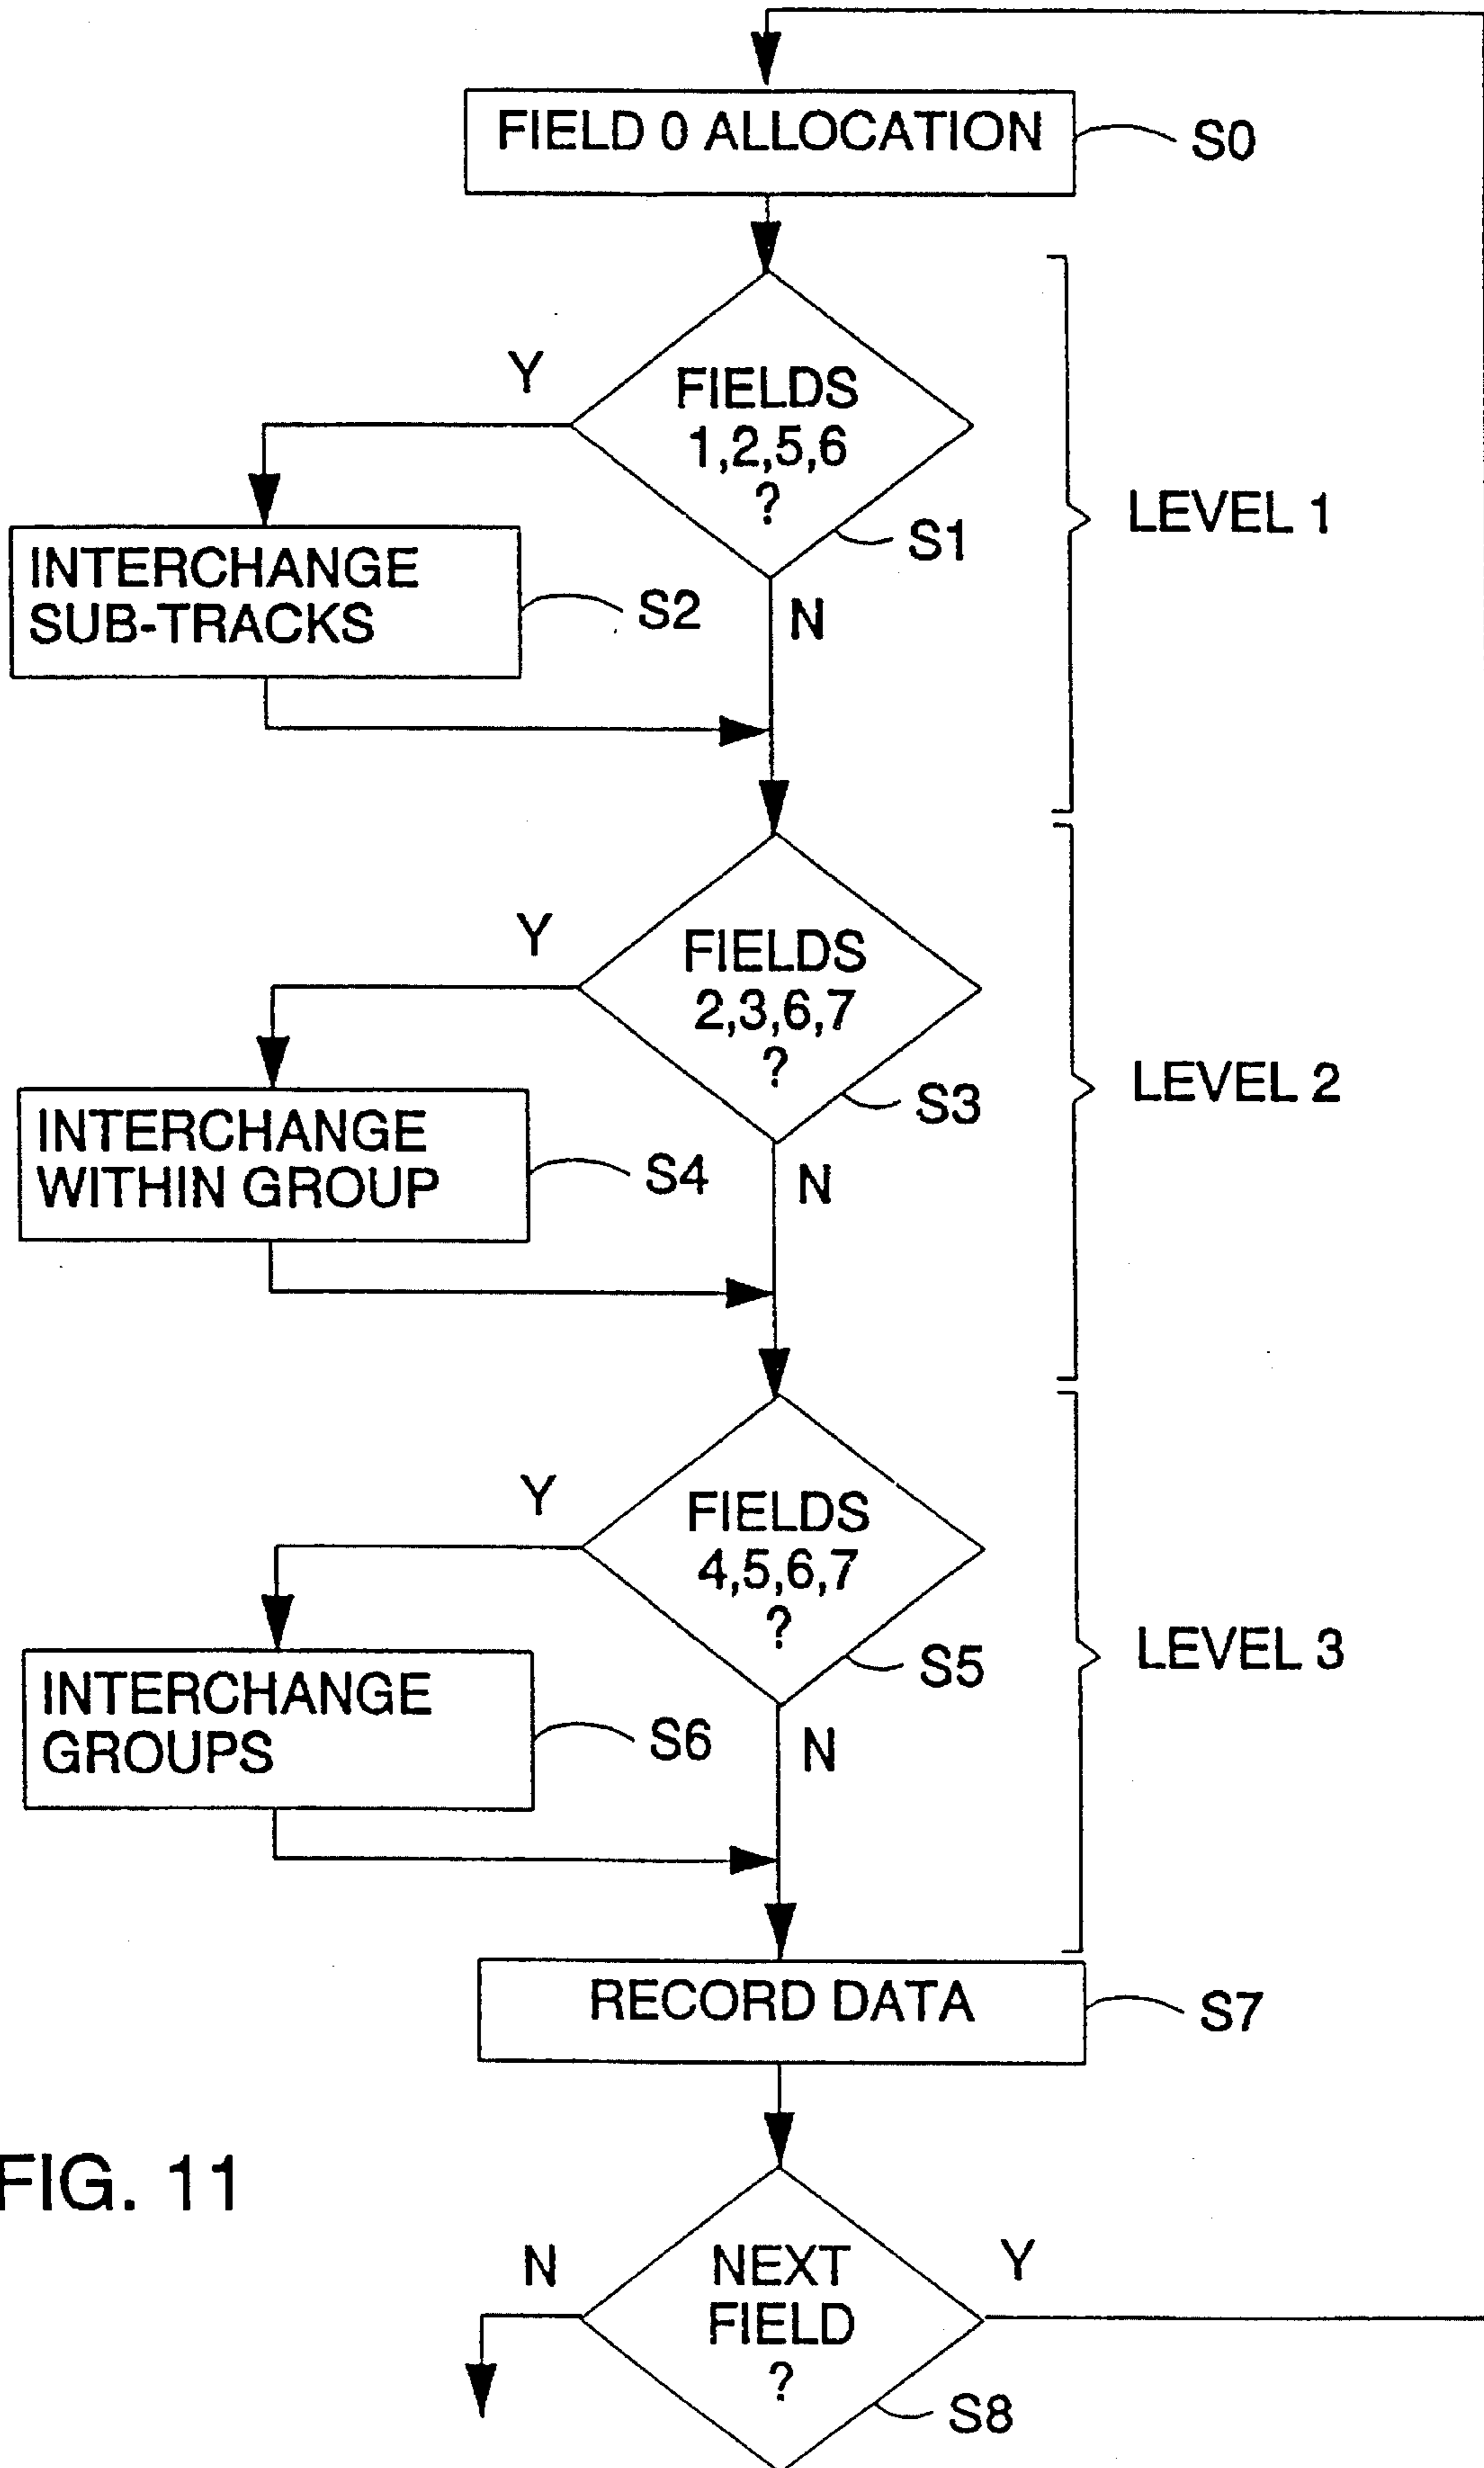 FIELD 0 ALLOCATION
S0
Y
FIELDS
1,2,5,6
?
S1
LEVEL 1
INTERCHANGE
SUB-TRACKS
S2
N
Y
FIELDS
2,3,6,7
?
S3
LEVEL 2
INTERCHANGE
WITHIN GROUP
S4
N
Y
FIELDS
4,5,6,7
?
S5
LEVEL 3
INTERCHANGE
GROUPS
S6
N
RECORD DATA
S7
FIG. 11
N
NEXT
FIELD
?
Y
S8